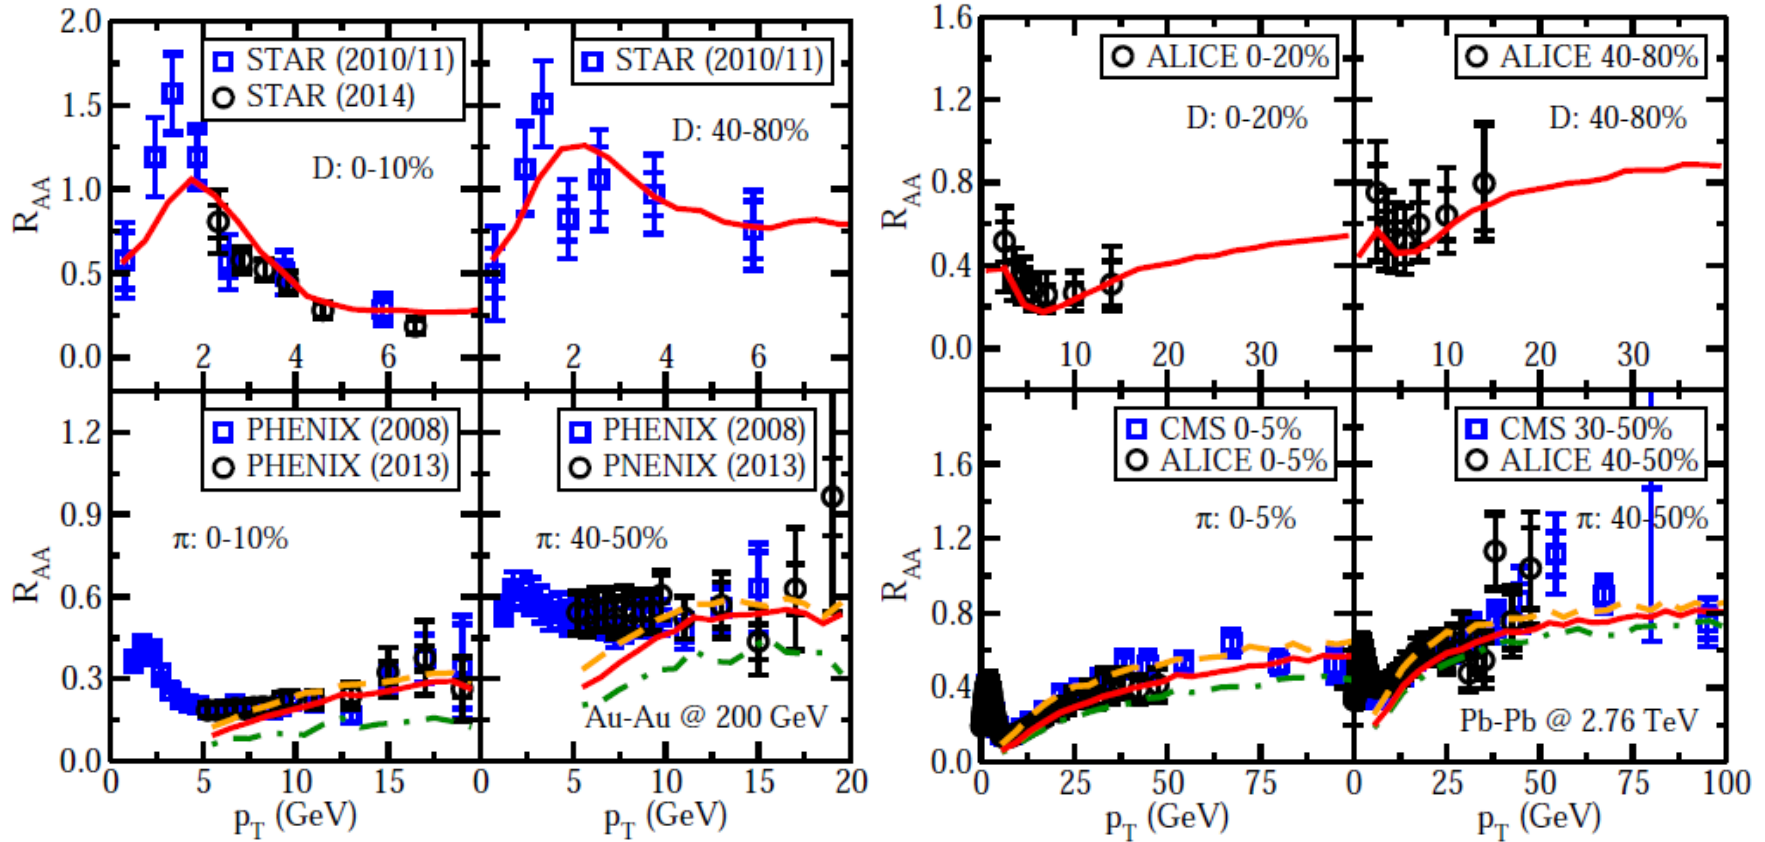 2.0
1.5
1.0
0.5
0.0
R_AA
STAR (2010/11)
STAR (2014)
D: 0-10%
2 4 6
STAR (2010/11)
D: 40-80%
2 4 6
1.2
0.9
0.6
0.3
0.0
R_AA
PHENIX (2008)
PHENIX (2013)
π: 0-10%
0 5 10 15
p_T (GeV)
PHENIX (2008)
PNENIX (2013)
π: 40-50%
Au-Au @ 200 GeV
0 5 10 15 20
p_T (GeV)
1.6
1.2
0.8
0.4
0.0
R_AA
ALICE 0-20%
D: 0-20%
10 20 30
ALICE 40-80%
D: 40-80%
10 20 30
1.6
1.2
0.8
0.4
0.0
R_AA
CMS 0-5%
ALICE 0-5%
π: 0-5%
0 25 50 75
p_T (GeV)
CMS 30-50%
ALICE 40-50%
π: 40-50%
Pb-Pb @ 2.76 TeV
0 25 50 75 100
p_T (GeV)